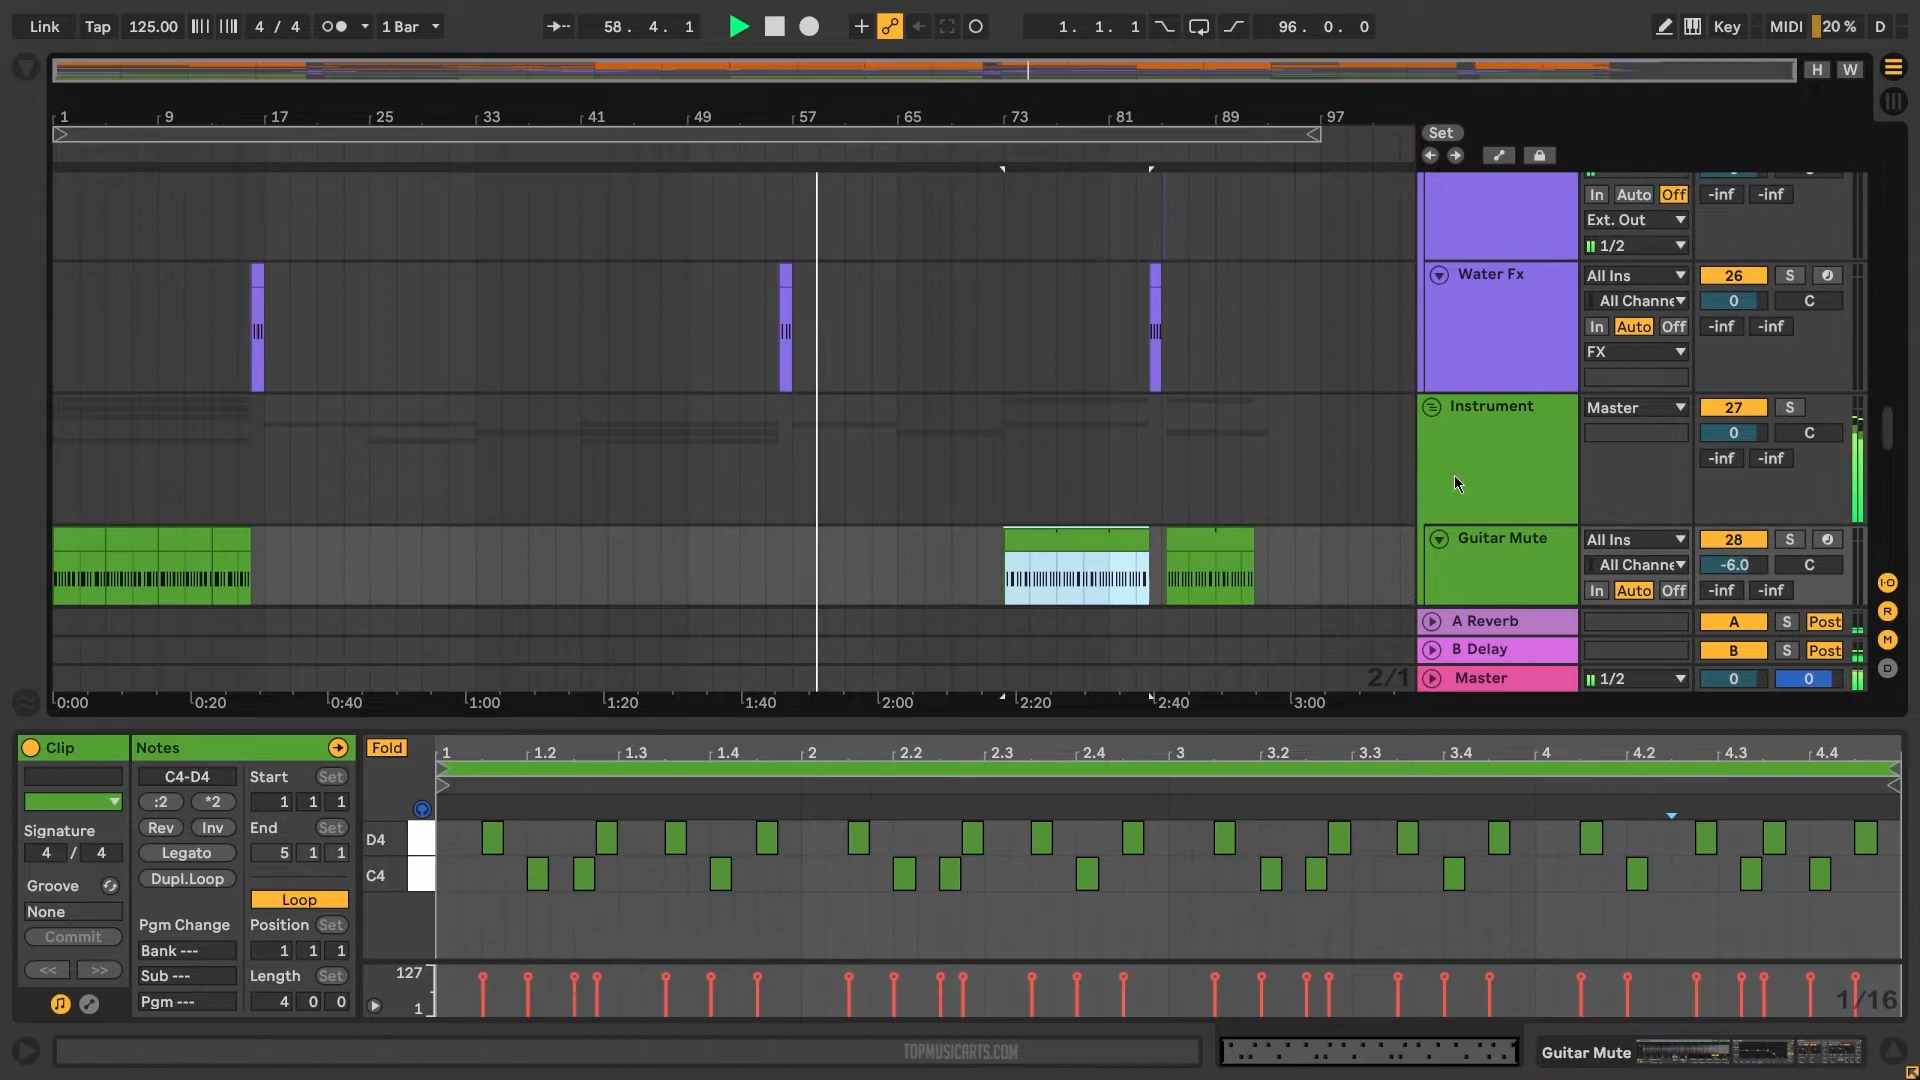 Link Tap 125.00 4 / 4 1 Bar 58. 4. 1 1. 1. 1 96. 0. 0 Key MIDI 20 % D
H W
1 9 17 25 33 41 49 57 65 73 81 89 97
Set
In Auto Off -inf -inf
Ext. Out
1/2
Water Fx All Ins 26 S
All Channe 0 C
In Auto Off -inf -inf
FX
Instrument Master 27 S
0 C
-inf -inf
Guitar Mute All Ins 28 S
All Channe -6.0 C
In Auto Off -inf -inf
I·O
R
M
D
A Reverb A S Post
B Delay B S Post
2/1 Master 1/2 0 0
0:00 0:20 0:40 1:00 1:20 1:40 2:00 2:20 2:40 3:00
Clip Notes Fold 1 1.2 1.3 1.4 2 2.2 2.3 2.4 3 3.2 3.3 3.4 4 4.2 4.3 4.4
C4-D4 Start Set
:2 *2 1 1 1
Signature Rev Inv End Set
4 / 4 Legato 5 1 1
Groove Dupl.Loop
None Loop
Commit Pgm Change Position Set
Bank --- 1 1 1
<< >> Sub --- Length Set
Pgm --- 4 0 0
D4
C4
127
1
1/16
TOPMUSICARTS.COM
Guitar Mute